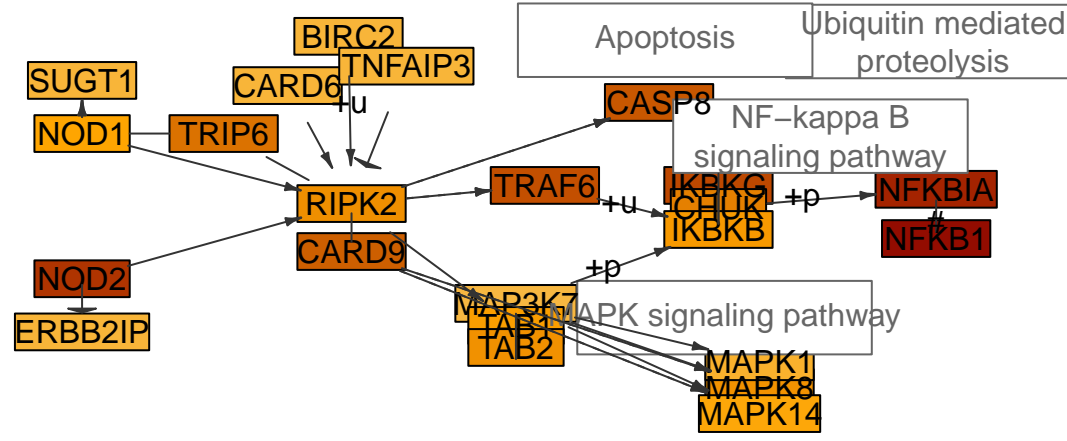 BIRC2
Apoptosis
Ubiquitin mediated
proteolysis
TNFAIP3
SUGT1
CARD6
+u
CASP8
NOD1
TRIP6
NF−kappa B
signaling pathway
RIPK2
TRAF6
+u
IKBKG
CHUK
IKBKB
+p
NFKBIA
#
NFKB1
CARD9
NOD2
+p
ERBB2IP
MAP3K7
TAB1
TAB2
MAPK signaling pathway
MAPK1
MAPK8
MAPK14